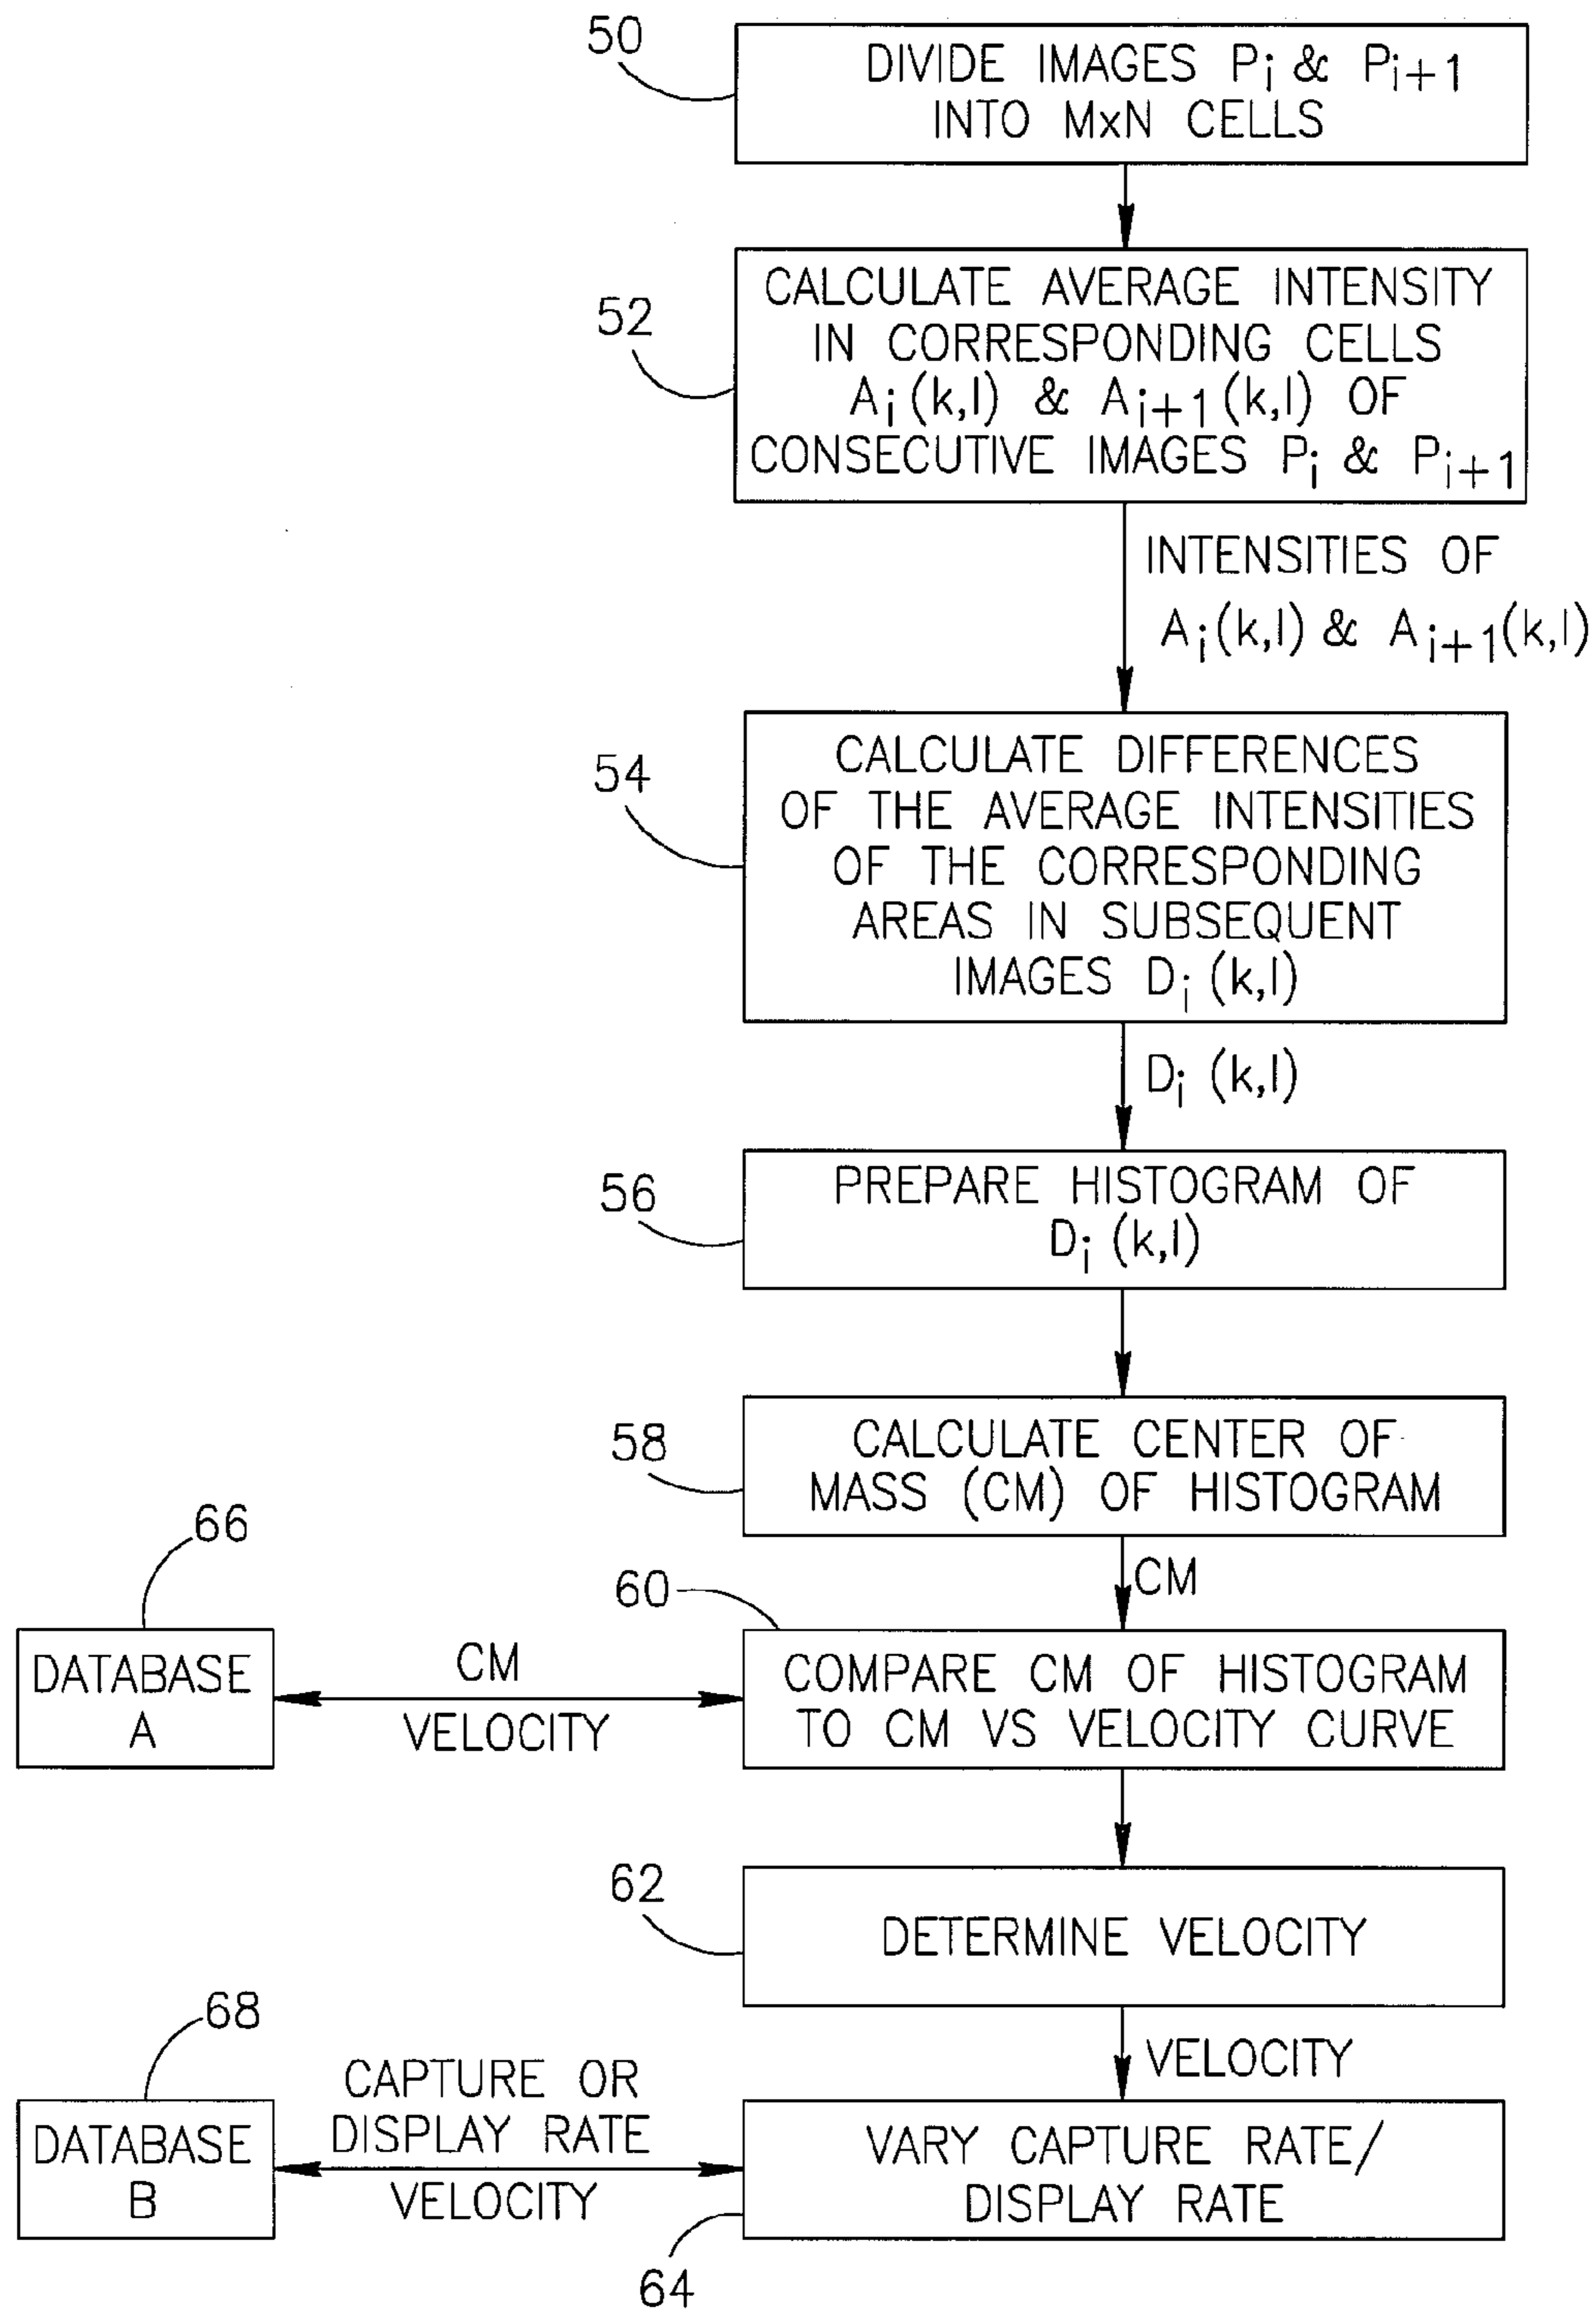 50
DIVIDE IMAGES Pi & Pi+1
INTO MxN CELLS
52
CALCULATE AVERAGE INTENSITY
IN CORRESPONDING CELLS
Ai(k,l) & Ai+1(k,l) OF
CONSECUTIVE IMAGES Pi & Pi+1
INTENSITIES OF
Ai(k,l) & Ai+1(k,l)
54
CALCULATE DIFFERENCES
OF THE AVERAGE INTENSITIES
OF THE CORRESPONDING
AREAS IN SUBSEQUENT
IMAGES Di (k,l)
Di (k,l)
56
PREPARE HISTOGRAM OF
Di (k,l)
58
CALCULATE CENTER OF
MASS (CM) OF HISTOGRAM
CM
66
DATABASE
A
CM
VELOCITY
60
COMPARE CM OF HISTOGRAM
TO CM VS VELOCITY CURVE
62
DETERMINE VELOCITY
VELOCITY
68
DATABASE
B
CAPTURE OR
DISPLAY RATE
VELOCITY
VARY CAPTURE RATE/
DISPLAY RATE
64